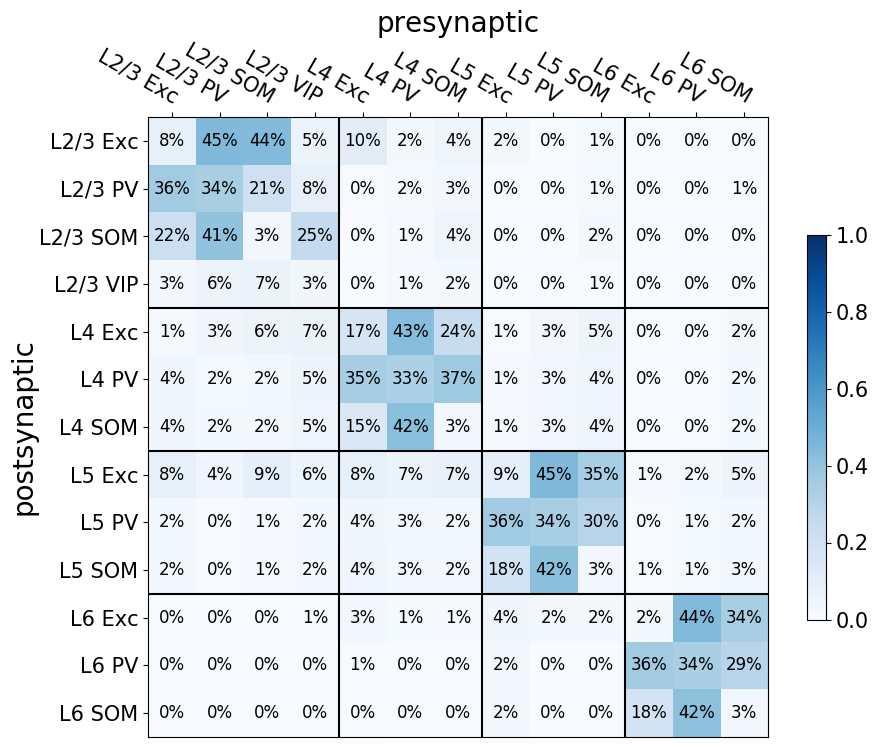 presynaptic
L2/3 Exc L2/3 PV L2/3 SOM L2/3 VIP L4 Exc L4 PV L4 SOM L5 Exc L5 PV L5 SOM L6 Exc L6 PV L6 SOM
postsynaptic
L2/3 Exc 8% 45% 44% 5% 10% 2% 4% 2% 0% 1% 0% 0% 0%
L2/3 PV 36% 34% 21% 8% 0% 2% 3% 0% 0% 1% 0% 0% 1%
L2/3 SOM 22% 41% 3% 25% 0% 1% 4% 0% 0% 2% 0% 0% 0%
L2/3 VIP 3% 6% 7% 3% 0% 1% 2% 0% 0% 1% 0% 0% 0%
L4 Exc 1% 3% 6% 7% 17% 43% 24% 1% 3% 5% 0% 0% 2%
L4 PV 4% 2% 2% 5% 35% 33% 37% 1% 3% 4% 0% 0% 2%
L4 SOM 4% 2% 2% 5% 15% 42% 3% 1% 3% 4% 0% 0% 2%
L5 Exc 8% 4% 9% 6% 8% 7% 7% 9% 45% 35% 1% 2% 5%
L5 PV 2% 0% 1% 2% 4% 3% 2% 36% 34% 30% 0% 1% 2%
L5 SOM 2% 0% 1% 2% 4% 3% 2% 18% 42% 3% 1% 1% 3%
L6 Exc 0% 0% 0% 1% 3% 1% 1% 4% 2% 2% 2% 44% 34%
L6 PV 0% 0% 0% 0% 1% 0% 0% 2% 0% 0% 36% 34% 29%
L6 SOM 0% 0% 0% 0% 0% 0% 0% 2% 0% 0% 18% 42% 3%
1.0
0.8
0.6
0.4
0.2
0.0